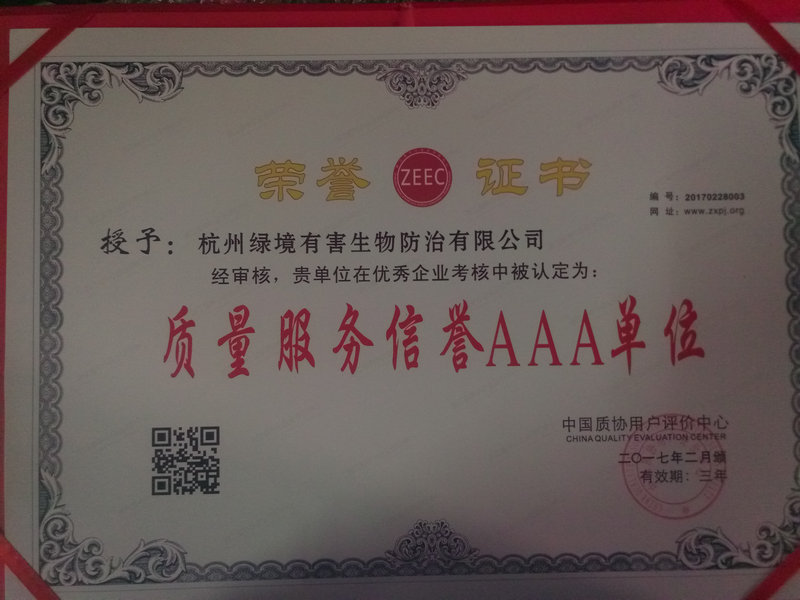 荣誉 ZEEC 证书
编 号：20170228003
网 址：www.zxpj.org
授予：杭州绿境有害生物防治有限公司
经审核，贵单位在优秀企业考核中被认定为：
质量服务信誉AAA单位
中国质协用户评价中心
CHINA QUALITY EVALUATION CENTER
二〇一七年二月颁
有效期：三年